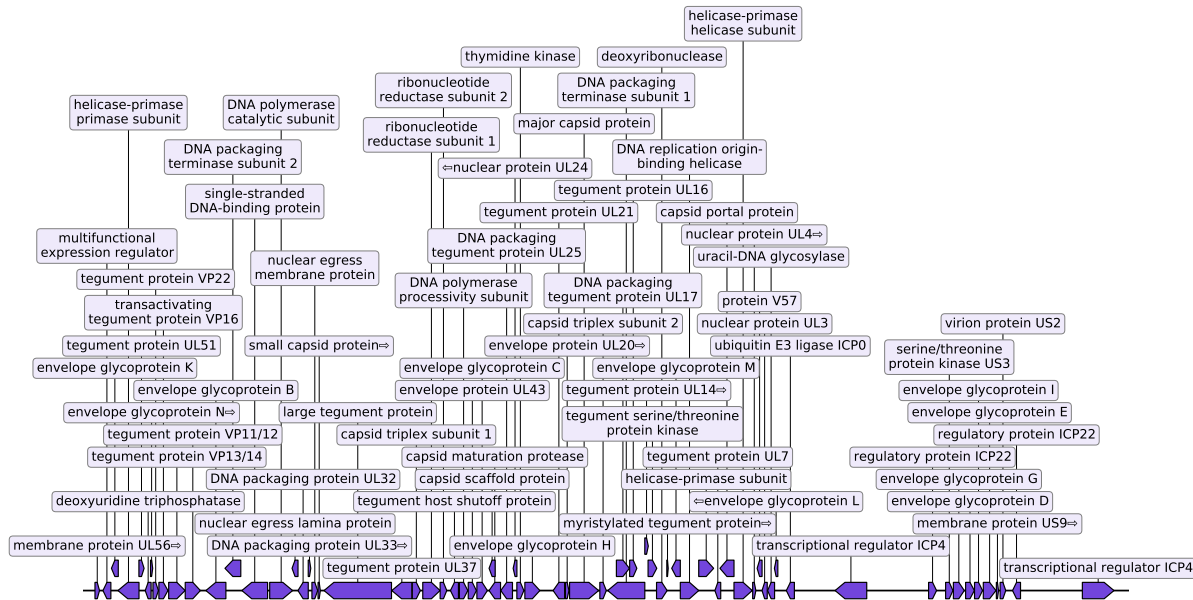 helicase-primase
helicase subunit
thymidine kinase
deoxyribonuclease
ribonucleotide
reductase subunit 2
DNA packaging
terminase subunit 1
helicase-primase
primase subunit
DNA polymerase
catalytic subunit
major capsid protein
ribonucleotide
reductase subunit 1
DNA packaging
terminase subunit 2
DNA replication origin-
binding helicase
⇦nuclear protein UL24
tegument protein UL16
single-stranded
DNA-binding protein
tegument protein UL21
capsid portal protein
nuclear protein UL4⇨
multifunctional
expression regulator
DNA packaging
tegument protein UL25
uracil-DNA glycosylase
nuclear egress
membrane protein
tegument protein VP22
DNA polymerase
processivity subunit
DNA packaging
tegument protein UL17
protein V57
transactivating
tegument protein VP16
capsid triplex subunit 2
nuclear protein UL3
virion protein US2
tegument protein UL51
small capsid protein⇨
envelope protein UL20⇨
ubiquitin E3 ligase ICP0
serine/threonine
protein kinase US3
envelope glycoprotein K
envelope glycoprotein C
envelope glycoprotein M
envelope glycoprotein B
envelope protein UL43
tegument protein UL14⇨
envelope glycoprotein I
envelope glycoprotein N⇨
large tegument protein
tegument serine/threonine
protein kinase
envelope glycoprotein E
tegument protein VP11/12
capsid triplex subunit 1
regulatory protein ICP22
tegument protein VP13/14
capsid maturation protease
tegument protein UL7
regulatory protein ICP22
DNA packaging protein UL32
capsid scaffold protein
helicase-primase subunit
envelope glycoprotein G
deoxyuridine triphosphatase
tegument host shutoff protein
⇦envelope glycoprotein L
envelope glycoprotein D
nuclear egress lamina protein
myristylated tegument protein⇨
membrane protein US9⇨
membrane protein UL56⇨
DNA packaging protein UL33⇨
envelope glycoprotein H
transcriptional regulator ICP4
tegument protein UL37
transcriptional regulator ICP4